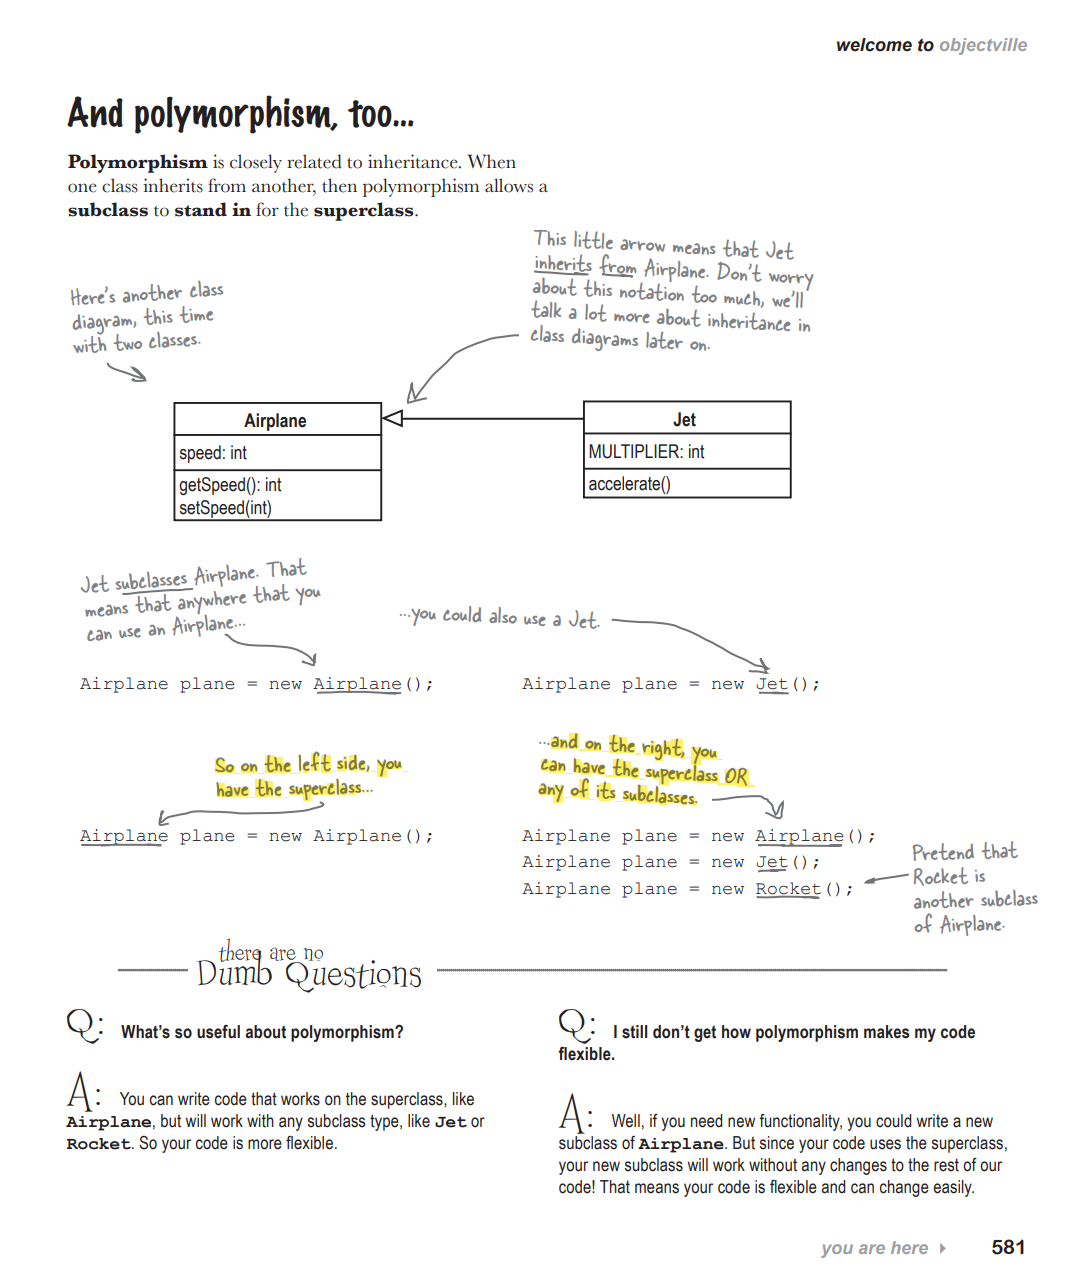 welcome to objectville
And polymorphism, too...
Polymorphism is closely related to inheritance. When
one class inherits from another, then polymorphism allows a
subclass to stand in for the superclass.
This little arrow means that Jet
inherits from Airplane. Don't worry
about this notation too much, we'll
talk a lot more about inheritance in
class diagrams later on.
Here's another class
diagram, this time
with two classes.
Airplane
speed: int
getSpeed(): int
setSpeed(int)
Jet
MULTIPLIER: int
accelerate()
Jet subclasses Airplane. That
means that anywhere that you
can use an Airplane...
...you could also use a Jet.
Airplane plane = new Airplane();
Airplane plane = new Jet();
So on the left side, you
have the superclass...
...and on the right, you
can have the superclass OR
any of its subclasses.
Airplane plane = new Airplane();
Airplane plane = new Airplane();
Airplane plane = new Jet();
Airplane plane = new Rocket();
Pretend that
Rocket is
another subclass
of Airplane.
there are no
Dumb Questions
Q: What's so useful about polymorphism?
A: You can write code that works on the superclass, like
Airplane, but will work with any subclass type, like Jet or
Rocket. So your code is more flexible.
Q: I still don't get how polymorphism makes my code
flexible.
A: Well, if you need new functionality, you could write a new
subclass of Airplane. But since your code uses the superclass,
your new subclass will work without any changes to the rest of our
code! That means your code is flexible and can change easily.
you are here
581